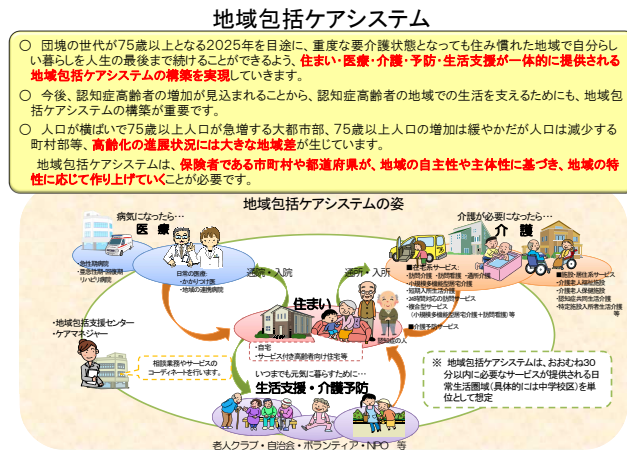 地域包括ケアシステム
○ 団塊の世代が75歳以上となる2025年を目途に、重度な要介護状態となっても住み慣れた地域で自分らし
い暮らしを人生の最後まで続けることができるよう、住まい・医療・介護・予防・生活支援が一体的に提供される
地域包括ケアシステムの構築を実現していきます。
○ 今後、認知症高齢者の増加が見込まれることから、認知症高齢者の地域での生活を支えるためにも、地域包
括ケアシステムの構築が重要です。
○ 人口が横ばいで75歳以上人口が急増する大都市部、75歳以上人口の増加は緩やかだが人口は減少する
町村部等、高齢化の進展状況には大きな地域差が生じています。
地域包括ケアシステムは、保険者である市町村や都道府県が、地域の自主性や主体性に基づき、地域の特
性に応じて作り上げていくことが必要です。
地域包括ケアシステムの姿
病気になったら…
医 療
・急性期病院
・亜急性期・回復期
リハビリ病院
日常の医療:
・かかりつけ医
・地域の連携病院
通院・入院
介護が必要になったら…
介 護
通所・入所
■在宅系サービス:
・訪問介護 ・訪問看護 ・通所介護
・小規模多機能型居宅介護
・短期入所生活介護
・24時間対応の訪問サービス
・複合型サービス
(小規模多機能型居宅介護+訪問看護) 等
■介護予防サービス
■施設・居住系サービス
・介護老人福祉施設
・介護老人保健施設
・認知症共同生活介護
・特定施設入所者生活介護
等
住まい
認知症の人
・自宅
・サービス付き高齢者向け住宅等
・地域包括支援センター
・ケアマネジャー
相談業務やサービスの
コーディネートを行います。
いつまでも元気に暮らすために…
生活支援・介護予防
老人クラブ・自治会・ボランティア・NPO 等
※ 地域包括ケアシステムは、おおむね30
分以内に必要なサービスが提供される日
常生活圏域(具体的には中学校区)を単
位として想定